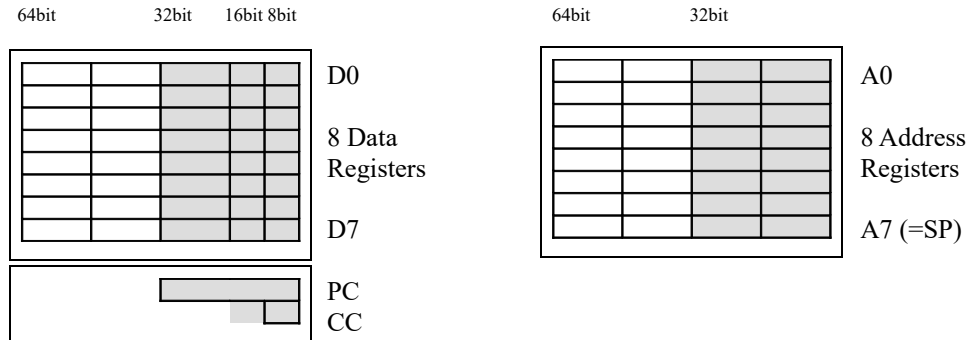 64bit 32bit 16bit 8bit
D0
8 Data
Registers
D7
PC
CC
64bit 32bit
A0
8 Address
Registers
A7 (=SP)